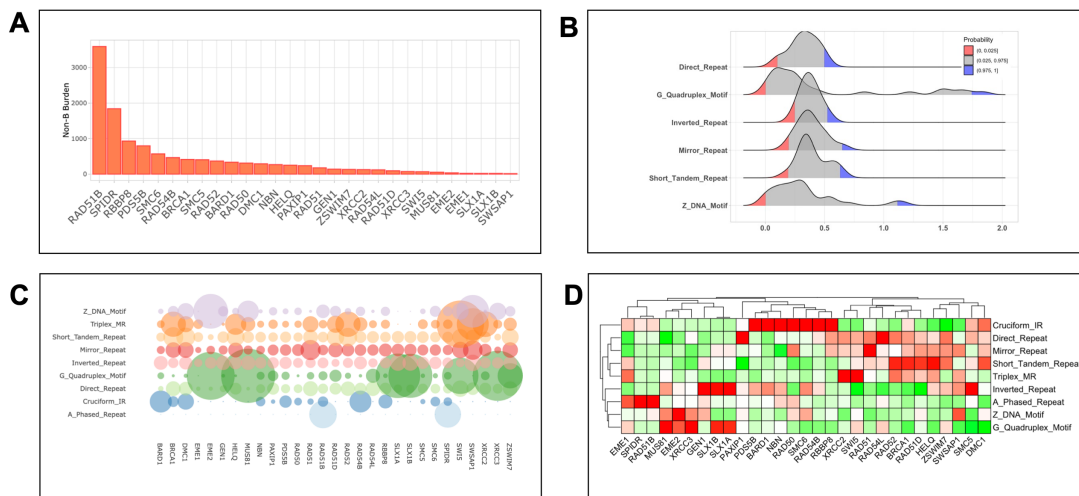 A
Non-B Burden
3000
2000
1000
0
RAD51B
SPIDR
RBBP8
PDS5B
SMC6
RAD54B
BRCA1
SMC5
RAD52
BARD1
RAD50
DMC1
NBN
HELQ
PAXIP1
RAD51
GEN1
ZSWIM7
XRCC2
RAD54L
RAD51D
XRCC3
SWI5
MUS81
EME2
EME1
SLX1A
SLX1B
SWSAP1
B
Probability
(0, 0.025]
(0.025, 0.975]
(0.975, 1]
Direct_Repeat
G_Quadruplex_Motif
Inverted_Repeat
Mirror_Repeat
Short_Tandem_Repeat
Z_DNA_Motif
0.0 0.5 1.0 1.5 2.0
C
Z_DNA_Motif
Triplex_MR
Short_Tandem_Repeat
Mirror_Repeat
Inverted_Repeat
G_Quadruplex_Motif
Direct_Repeat
Cruciform_IR
A_Phased_Repeat
BARD1
BRCA1
DMC1
EME1
EME2
GEN1
HELQ
MUS81
NBN
PAXIP1
PDS5B
RAD50
RAD51
RAD51B
RAD51D
RAD52
RAD54B
RAD54L
RBBP8
SLX1A
SLX1B
SMC5
SMC5
SPIDR
SWI5
SWSAP1
XRCC2
XRCC3
ZSWIM7
D
Cruciform_IR
Direct_Repeat
Mirror_Repeat
Short_Tandem_Repeat
Triplex_MR
Inverted_Repeat
A_Phased_Repeat
Z_DNA_Motif
G_Quadruplex_Motif
EME1
SPIDR
RAD51B
MUS81
EME2
XRCC3
GEN1
SLX1B
SLX1A
PAXIP1
PDS5B
BARD1
NBN
RAD50
SMC6
RAD54B
RBBP8
XRCC2
SWI5
RAD51
RAD54L
RAD52
BRCA1
RAD51D
HELQ
ZSWIM7
SWSAP1
SMC5
DMC1